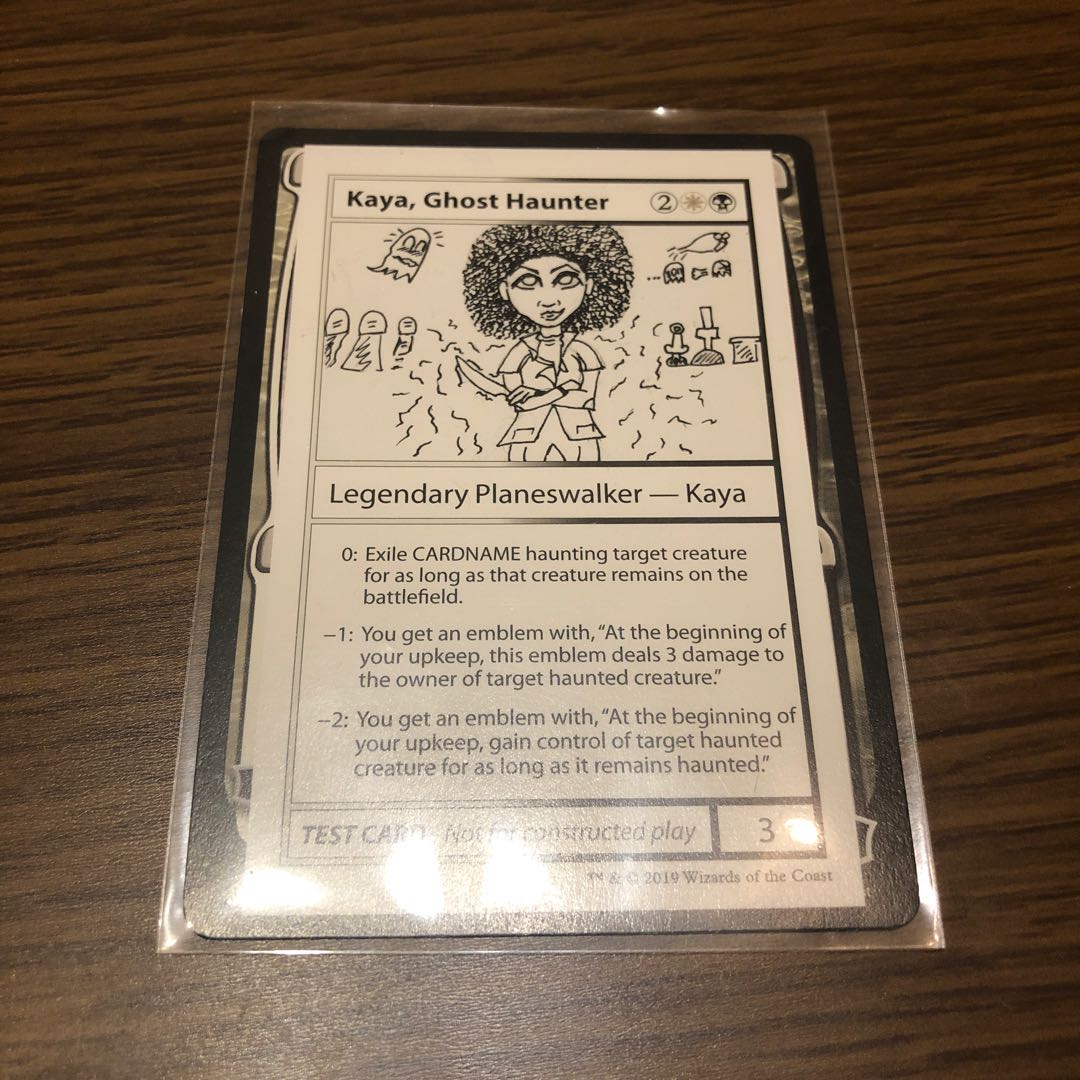 Kaya, Ghost Haunter 2
Legendary Planeswalker — Kaya
0: Exile CARDNAME haunting target creature
for as long as that creature remains on the
battlefield.
−1: You get an emblem with, “At the beginning of
your upkeep, this emblem deals 3 damage to
the owner of target haunted creature.”
−2: You get an emblem with, “At the beginning of
your upkeep, gain control of target haunted
creature for as long as it remains haunted.”
TEST CARD - Not for constructed play 3
™ & © 2019 Wizards of the Coast